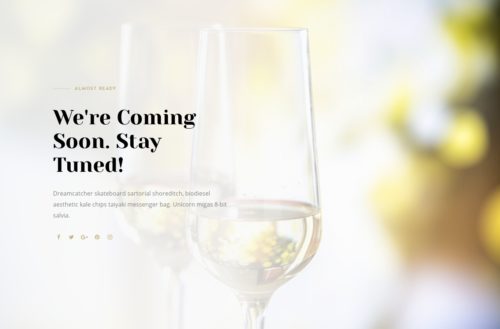 ALMOST READY
We're Coming
Soon. Stay
Tuned!
Dreamcatcher skateboard sartorial shoreditch, biodiesel
aesthetic kale chips taiyaki messenger bag. Unicorn migas 8-bit
salvia.